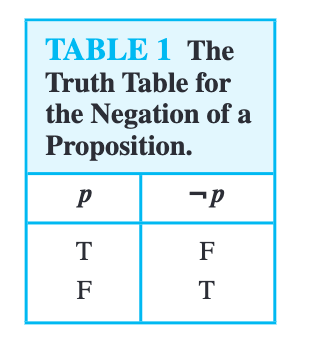 TABLE 1 The
Truth Table for
the Negation of a
Proposition.
p ¬p
T F
F T